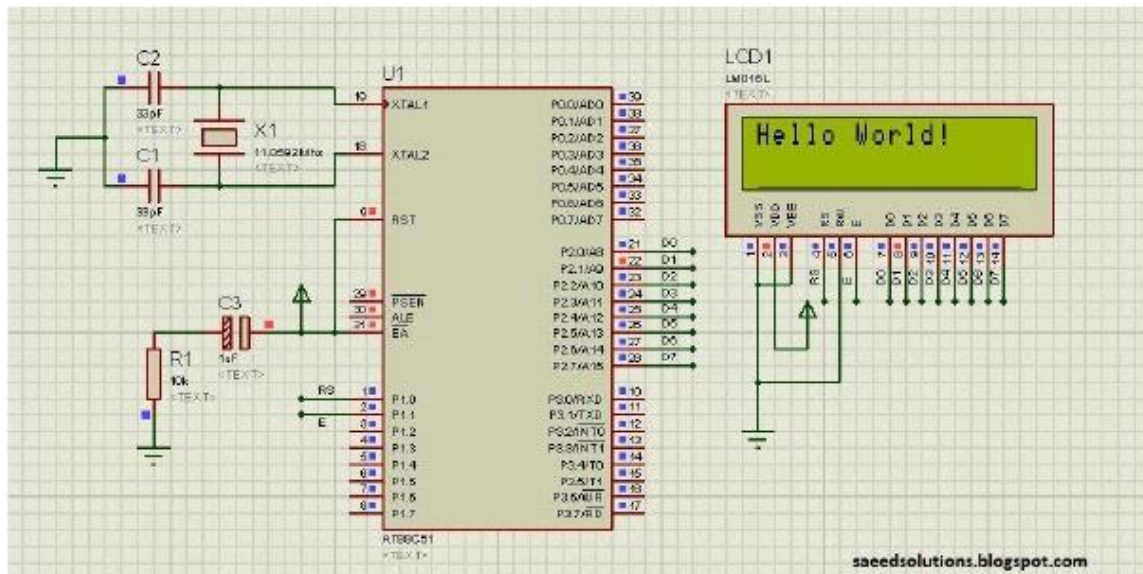 C2
33pF
<TEXT>
X1
11.0592Mhz
<TEXT>
C1
33pF
<TEXT>
C3
1uF
<TEXT>
R1
10k
<TEXT>
RS
E
U1
19 XTAL1
18 XTAL2
9 RST
29 PSEN
30 ALE
31 EA
1 P1.0
2 P1.1
3 P1.2
4 P1.3
5 P1.4
6 P1.5
7 P1.6
8 P1.7
P0.0/AD0 39
P0.1/AD1 38
P0.2/AD2 37
P0.3/AD3 36
P0.4/AD4 35
P0.5/AD5 34
P0.6/AD6 33
P0.7/AD7 32
P2.0/A8 21 D0
P2.1/A9 22 D1
P2.2/A10 23 D2
P2.3/A11 24 D3
P2.4/A12 25 D4
P2.5/A13 26 D5
P2.6/A14 27 D6
P2.7/A15 28 D7
P3.0/RXD 10
P3.1/TXD 11
P3.2/INT0 12
P3.3/INT1 13
P3.4/T0 14
P3.5/T1 15
P3.6/WR 16
P3.7/RD 17
AT89C51
<TEXT>
LCD1
LM016L
<TEXT>
Hello World!
VSS VDD VEE RS RW E D0 D1 D2 D3 D4 D5 D6 D7
1 2 3 4 5 6 7 8 9 10 11 12 13 14
RS E D0 D1 D2 D3 D4 D5 D6 D7
saeedsolutions.blogspot.com